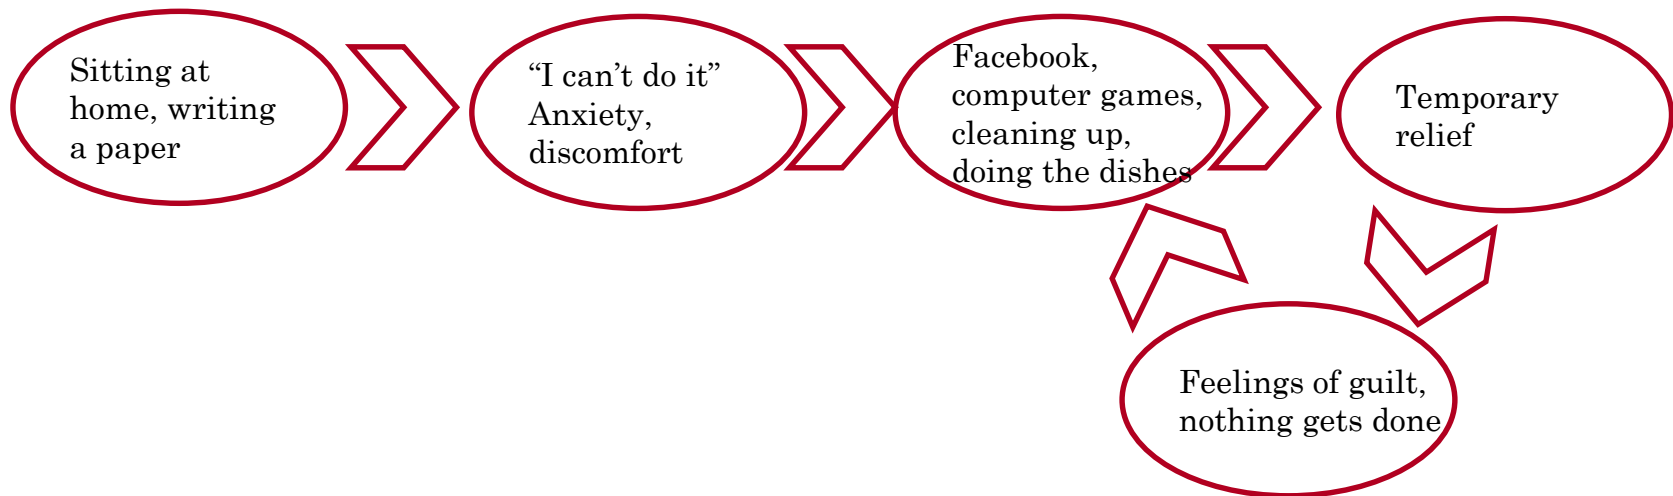 Sitting at
home, writing
a paper
“I can’t do it”
Anxiety,
discomfort
Facebook,
computer games,
cleaning up,
doing the dishes
Temporary
relief
Feelings of guilt,
nothing gets done